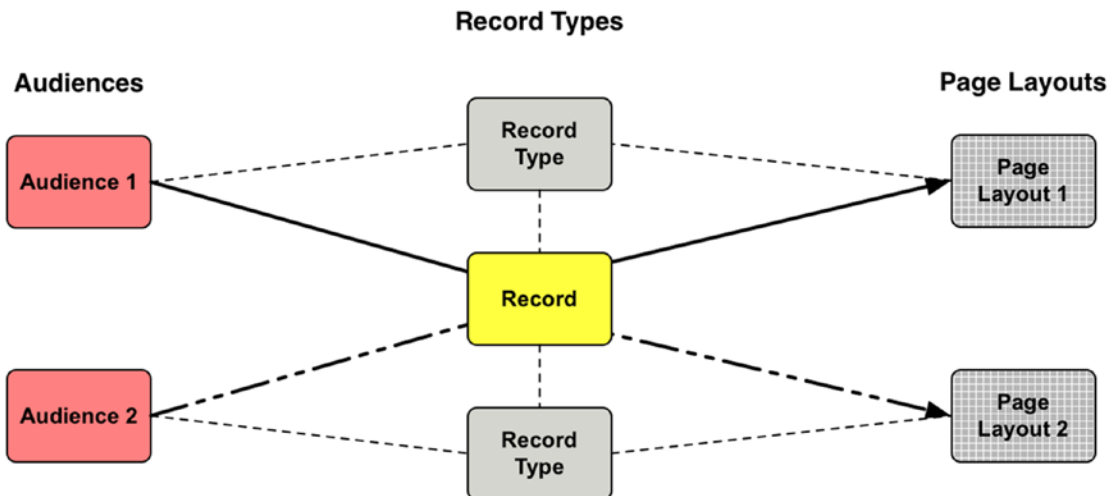 Record Types
Audiences
Page Layouts
Record
Type
Audience 1
Page
Layout 1
Record
Audience 2
Page
Layout 2
Record
Type